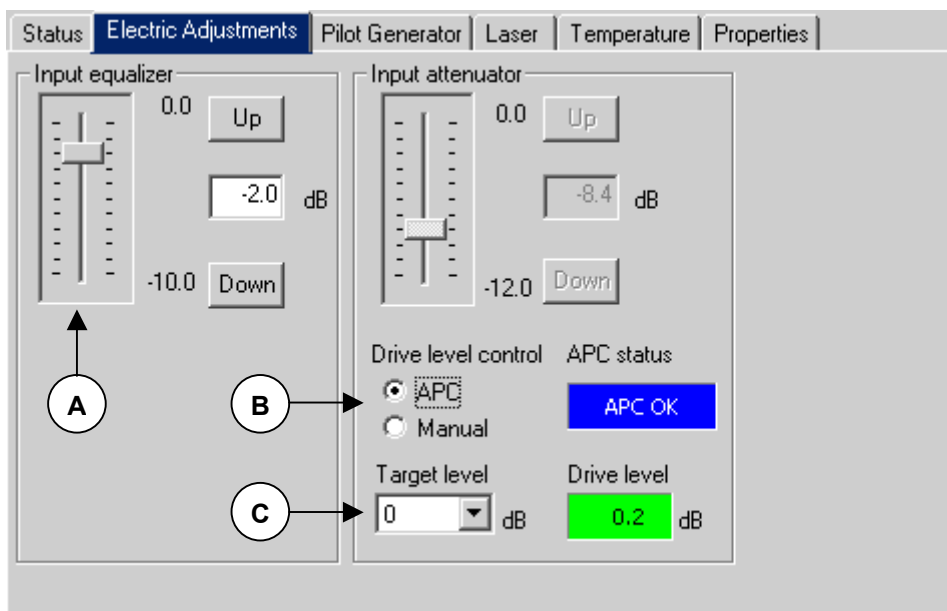 Status Electric Adjustments Pilot Generator Laser Temperature Properties
Input equalizer
0.0 Up
-2.0 dB
-10.0 Down
A
Input attenuator
0.0 Up
-8.4 dB
-12.0 Down
Drive level control APC status
B APC APC OK
Manual
Target level Drive level
C 0 dB 0.2 dB